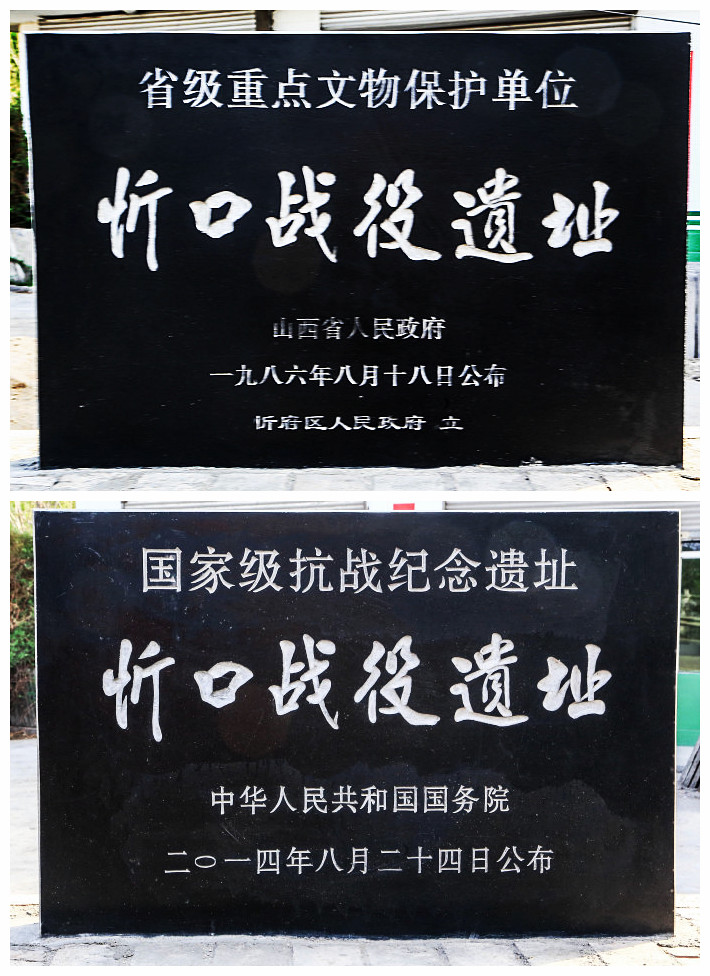 省级重点文物保护单位
忻口战役遺址
山西省人民政府
一九八六年八月十八日公布
忻府区人民政府 立
国家级抗战纪念遗址
忻口战役遺址
中华人民共和国国务院
二〇一四年八月二十四日公布